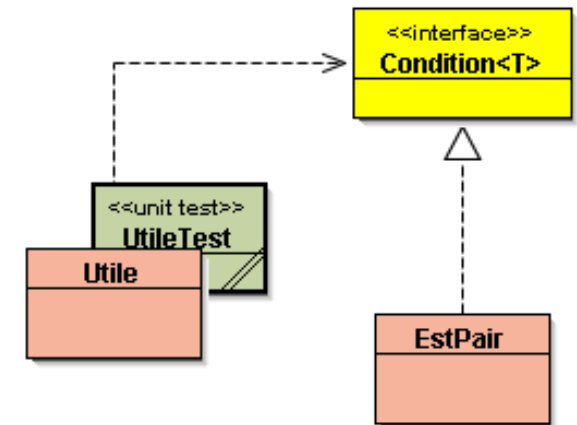 <<interface>>
Condition<T>
<<unit test>>
UtileTest
Utile
EstPair